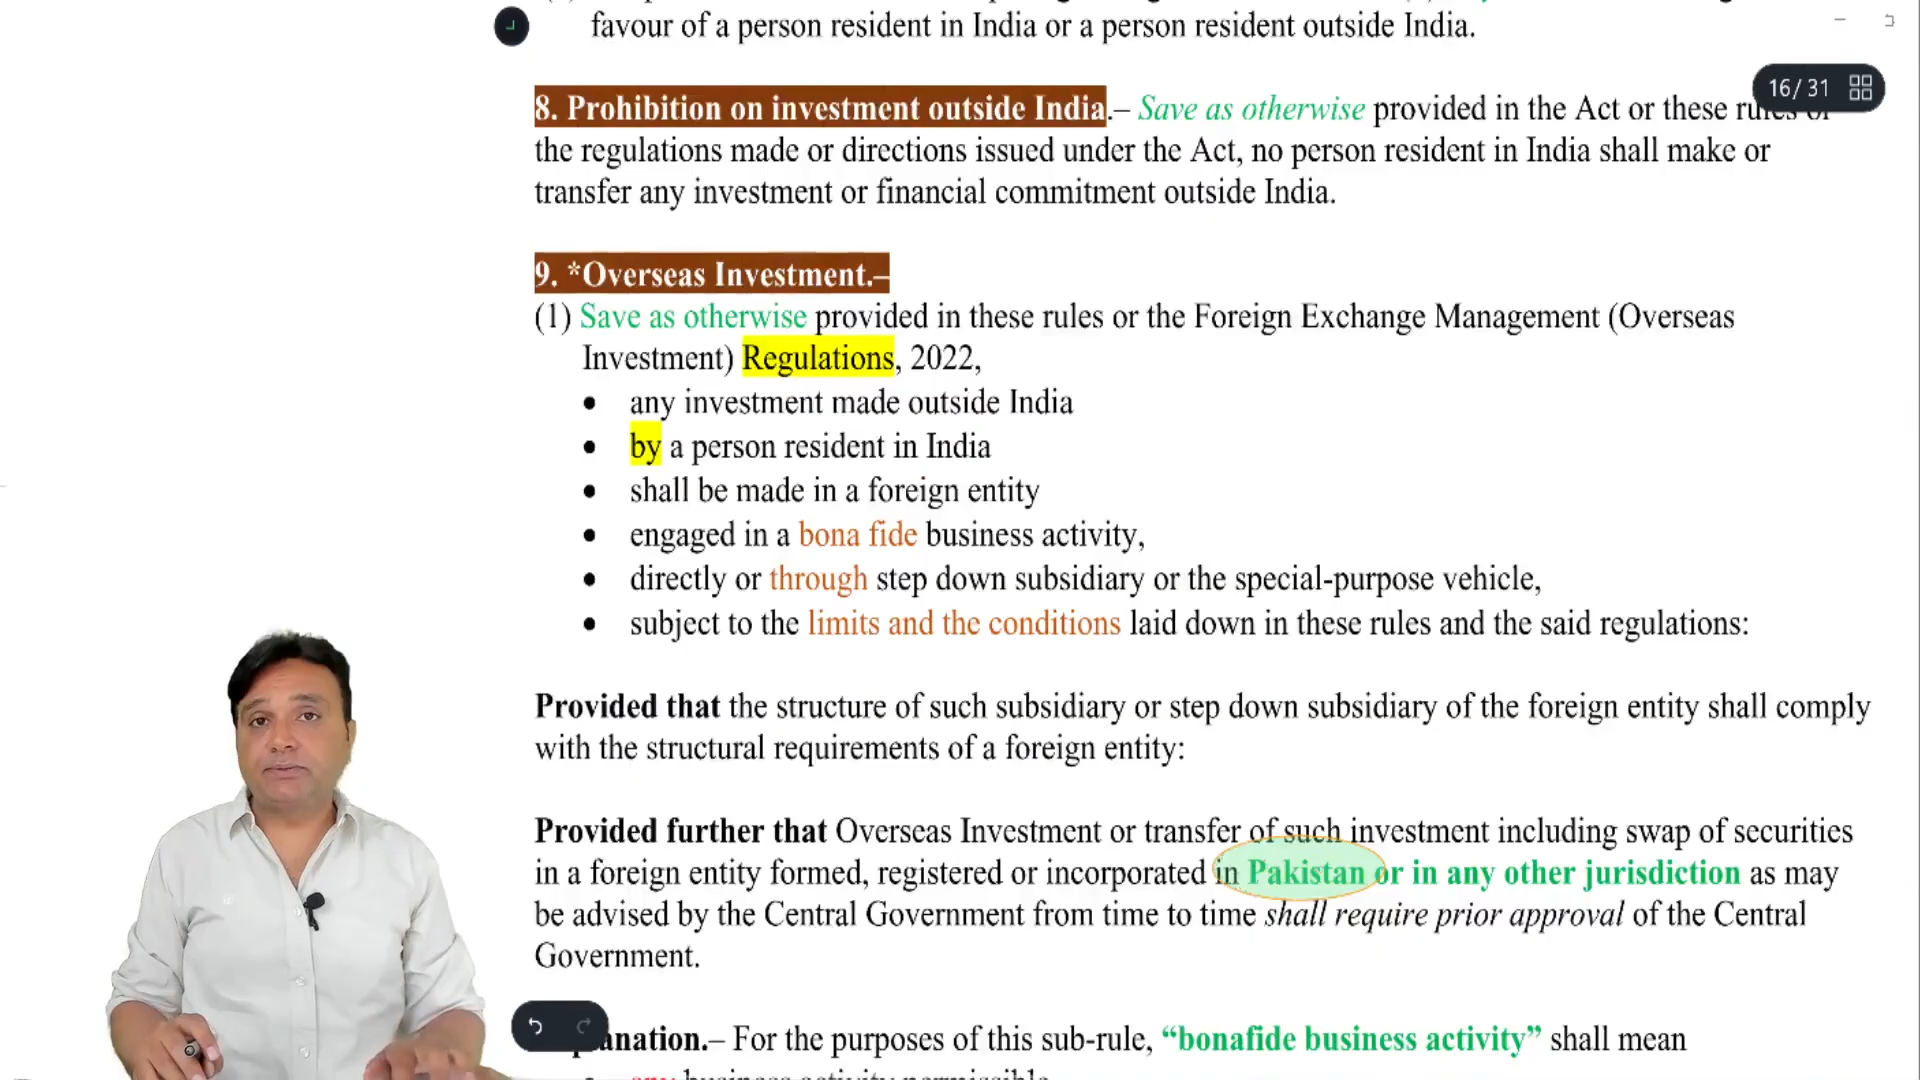 favour of a person resident in India or a person resident outside India.
16/ 31
8. Prohibition on investment outside India.– Save as otherwise provided in the Act or these rules or
the regulations made or directions issued under the Act, no person resident in India shall make or
transfer any investment or financial commitment outside India.
9. *Overseas Investment.–
(1) Save as otherwise provided in these rules or the Foreign Exchange Management (Overseas
Investment) Regulations, 2022,
• any investment made outside India
• by a person resident in India
• shall be made in a foreign entity
• engaged in a bona fide business activity,
• directly or through step down subsidiary or the special-purpose vehicle,
• subject to the limits and the conditions laid down in these rules and the said regulations:
Provided that the structure of such subsidiary or step down subsidiary of the foreign entity shall comply
with the structural requirements of a foreign entity:
Provided further that Overseas Investment or transfer of such investment including swap of securities
in a foreign entity formed, registered or incorporated in Pakistan or in any other jurisdiction as may
be advised by the Central Government from time to time shall require prior approval of the Central
Government.
anation.– For the purposes of this sub-rule, “bonafide business activity” shall mean
• any business activity permissible